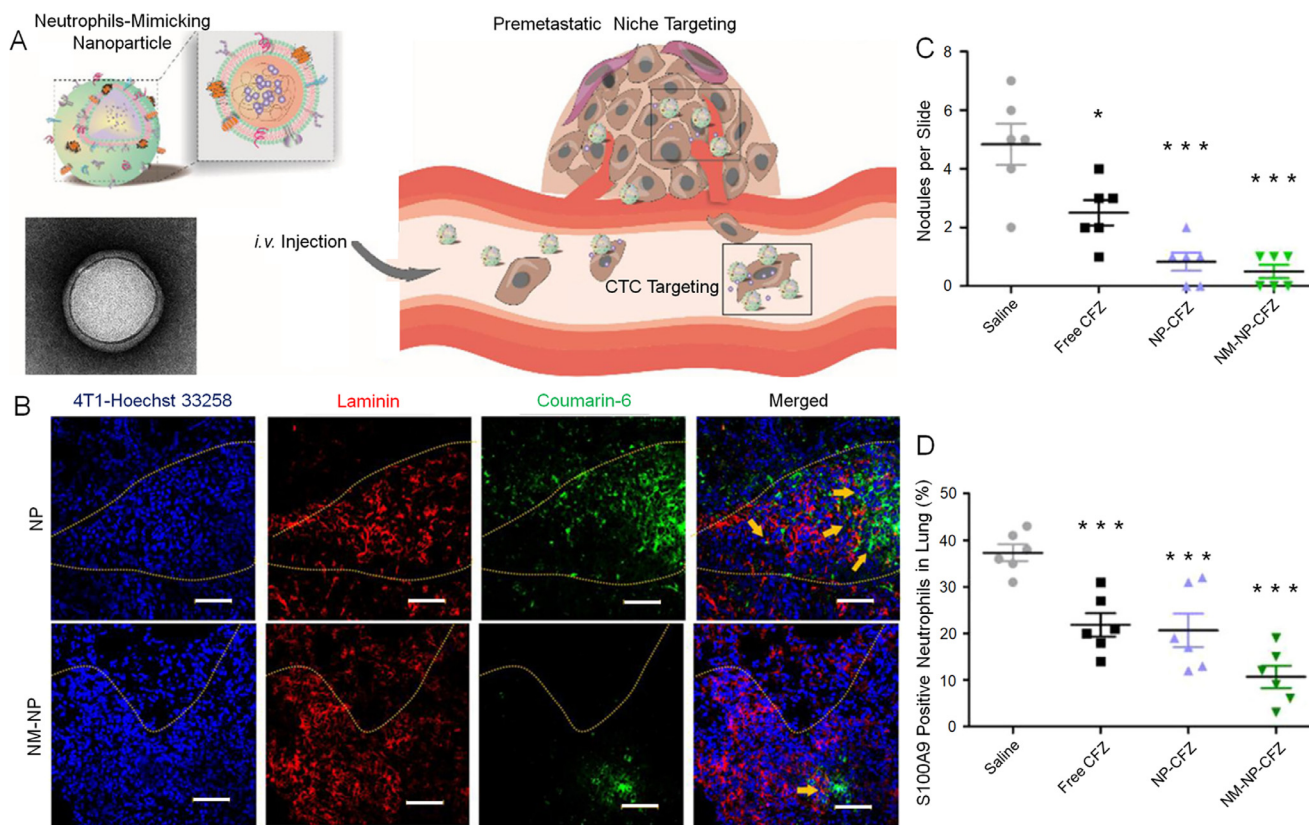 A
Neutrophils-Mimicking
Nanoparticle
Premetastatic Niche Targeting
i.v. Injection
CTC Targeting
B
4T1-Hoechst 33258
Laminin
Coumarin-6
Merged
NP
NM-NP
C
Nodules per Slide
8
6
4
2
0
*
* * *
* * *
Saline
Free CFZ
NP-CFZ
NM-NP-CFZ
D
S100A9 Positive Neutrophils in Lung (%)
50
40
30
20
10
0
* * *
* * *
* * *
Saline
Free CFZ
NP-CFZ
NM-NP-CFZ